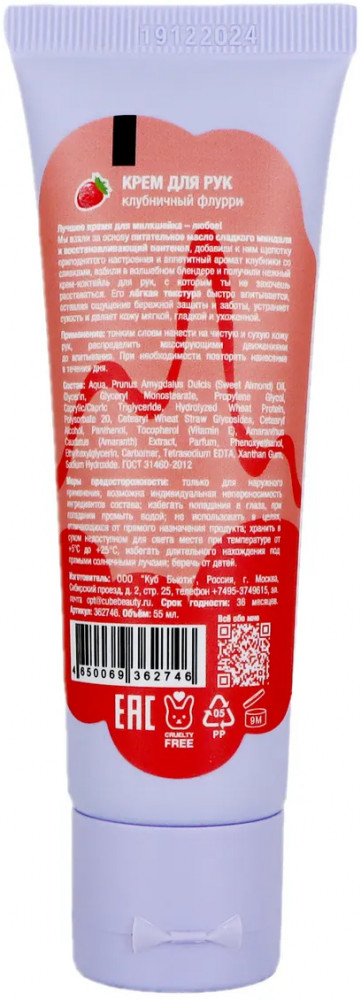 19122024
КРЕМ ДЛЯ РУК
клубничный флурри
Лучшее время для милкшейка – любое!
Мы взяли за основу питательное масло сладкого миндаля
и восстанавливающий пантенол, добавили к ним щепотку
приподнятого настроения и аппетитный аромат клубники со
сливками, взбили в волшебном блендере и получили нежный
крем-коктейль для рук, с которым ты не захочешь
расставаться. Его лёгкая текстура быстро впитывается,
оставляя ощущение бережной защиты и заботы, устраняет
сухость и делает кожу мягкой, гладкой и ухоженной.
Применение: тонким слоем нанести на чистую и сухую кожу
рук, распределить массирующими движениями
до впитывания. При необходимости повторять нанесение
в течение дня.
Состав: Aqua, Prunus Amygdalus Dulcis (Sweet Almond) Oil,
Glycerin, Glyceryl Monostearate, Propylene Glycol,
Caprylic/Capric Triglyceride, Hydrolyzed Wheat Protein,
Polysorbate 20, Cetearyl Wheat Straw Glycosides, Cetearyl
Alcohol, Panthenol, Tocopherol (Vitamin E), Amaranthus
Caudatus (Amaranth) Extract, Parfum, Phenoxyethanol,
Ethylhexylglycerin, Carbomer, Tetrasodium EDTA, Xanthan Gum,
Sodium Hydroxide. ГОСТ 31460-2012
Меры предосторожности: только для наружного
применения, возможна индивидуальная непереносимость
ингредиентов состава; избегать попадания в глаза, при
попадании промыть водой; не использовать в целях
отличающихся от прямого назначения продукта; хранить в
сухом недоступном для света месте при температуре от
+5°C до +25°C, избегать длительного нахождения под
прямыми солнечными лучами; беречь от детей.
Изготовитель: ООО "Куб Бьюти", Россия, г. Москва,
Сибирский проезд, д. 2, стр. 25, телефон +7495-3749615, эл.
почта opt@cubebeauty.ru. Срок годности: 36 месяцев.
Артикул: 362746. Объём: 55 мл.
Всё обо мне
4 650069 362746
EAC
CRUELTY
FREE
05
PP
9M